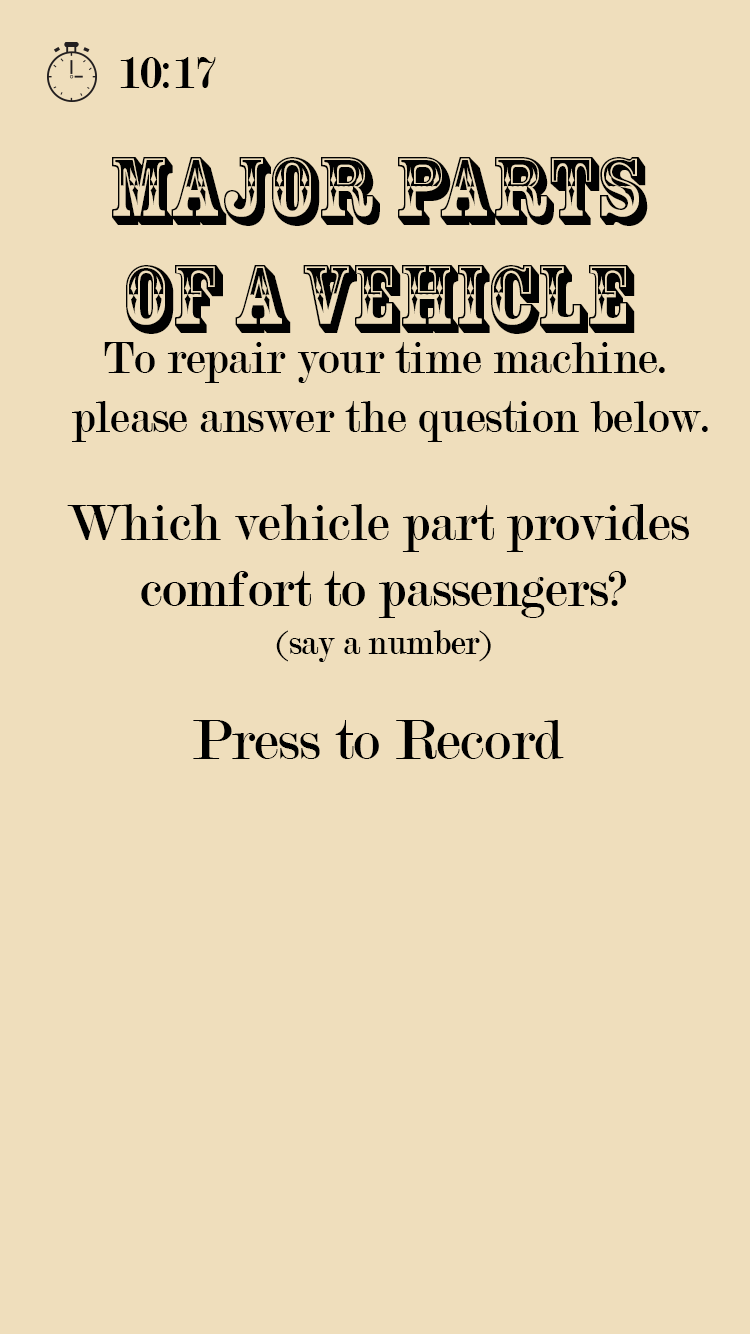 10:17
MAJOR PARTS
OF A VEHICLE
To repair your time machine.
please answer the question below.
Which vehicle part provides
comfort to passengers?
(say a number)
Press to Record